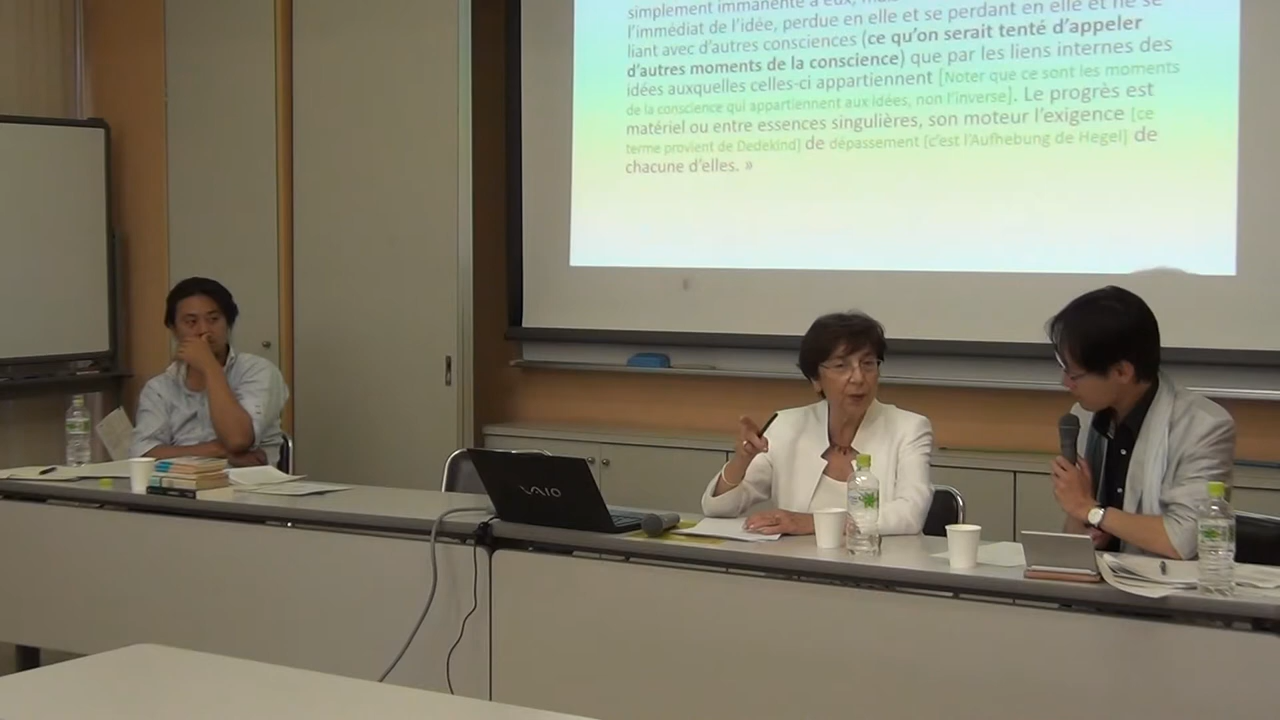 simplement immanente à eux, mais
l'immédiat de l'idée, perdue en elle et se perdant en elle et ne se
liant avec d'autres consciences (ce qu'on serait tenté d'appeler
d'autres moments de la conscience) que par les liens internes des
idées auxquelles celles-ci appartiennent [Noter que ce sont les moments
de la conscience qui appartiennent aux idées, non l'inverse]. Le progrès est
matériel ou entre essences singulières, son moteur l'exigence [ce
terme provient de Dedekind] de dépassement [c'est l'Aufhebung de Hegel] de
chacune d'elles. »
VAIO